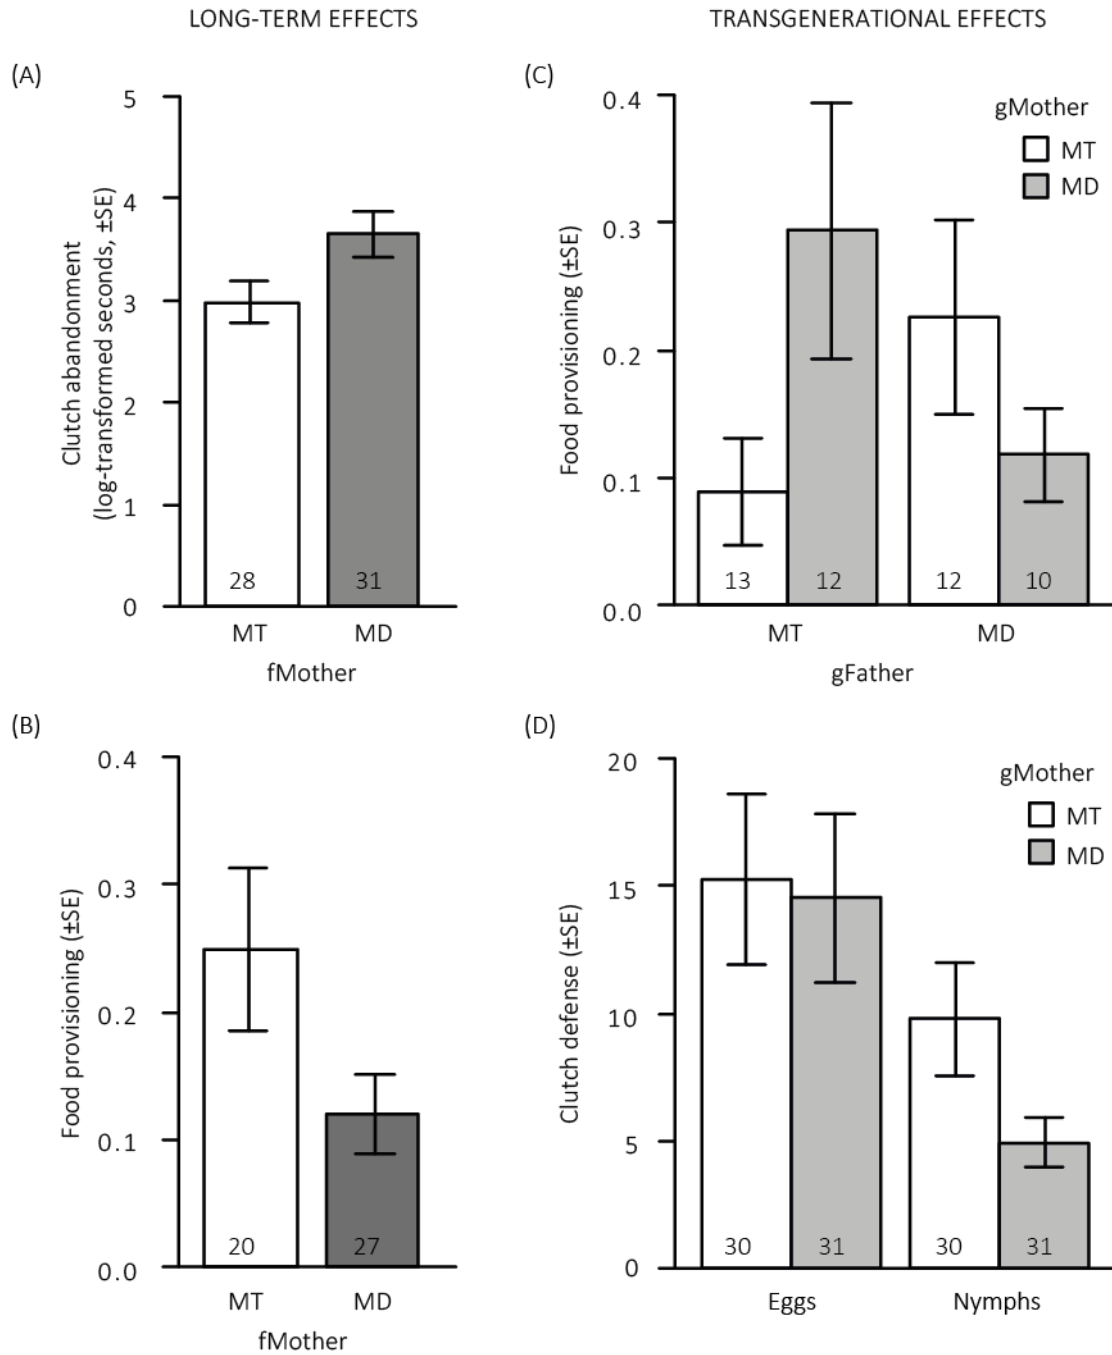 LONG-TERM EFFECTS
TRANSGENERATIONAL EFFECTS
(A)
Clutch abandonment
(log-transformed seconds, ±SE)
5
4
3
2
1
0
28
31
MT
MD
fMother
(C)
Food provisioning (±SE)
0.4
0.3
0.2
0.1
0.0
gMother
MT
MD
13
12
12
10
MT
MD
gFather
(B)
Food provisioning (±SE)
0.4
0.3
0.2
0.1
0.0
20
27
MT
MD
fMother
(D)
Clutch defense (±SE)
20
15
10
5
0
gMother
MT
MD
30
31
30
31
Eggs
Nymphs